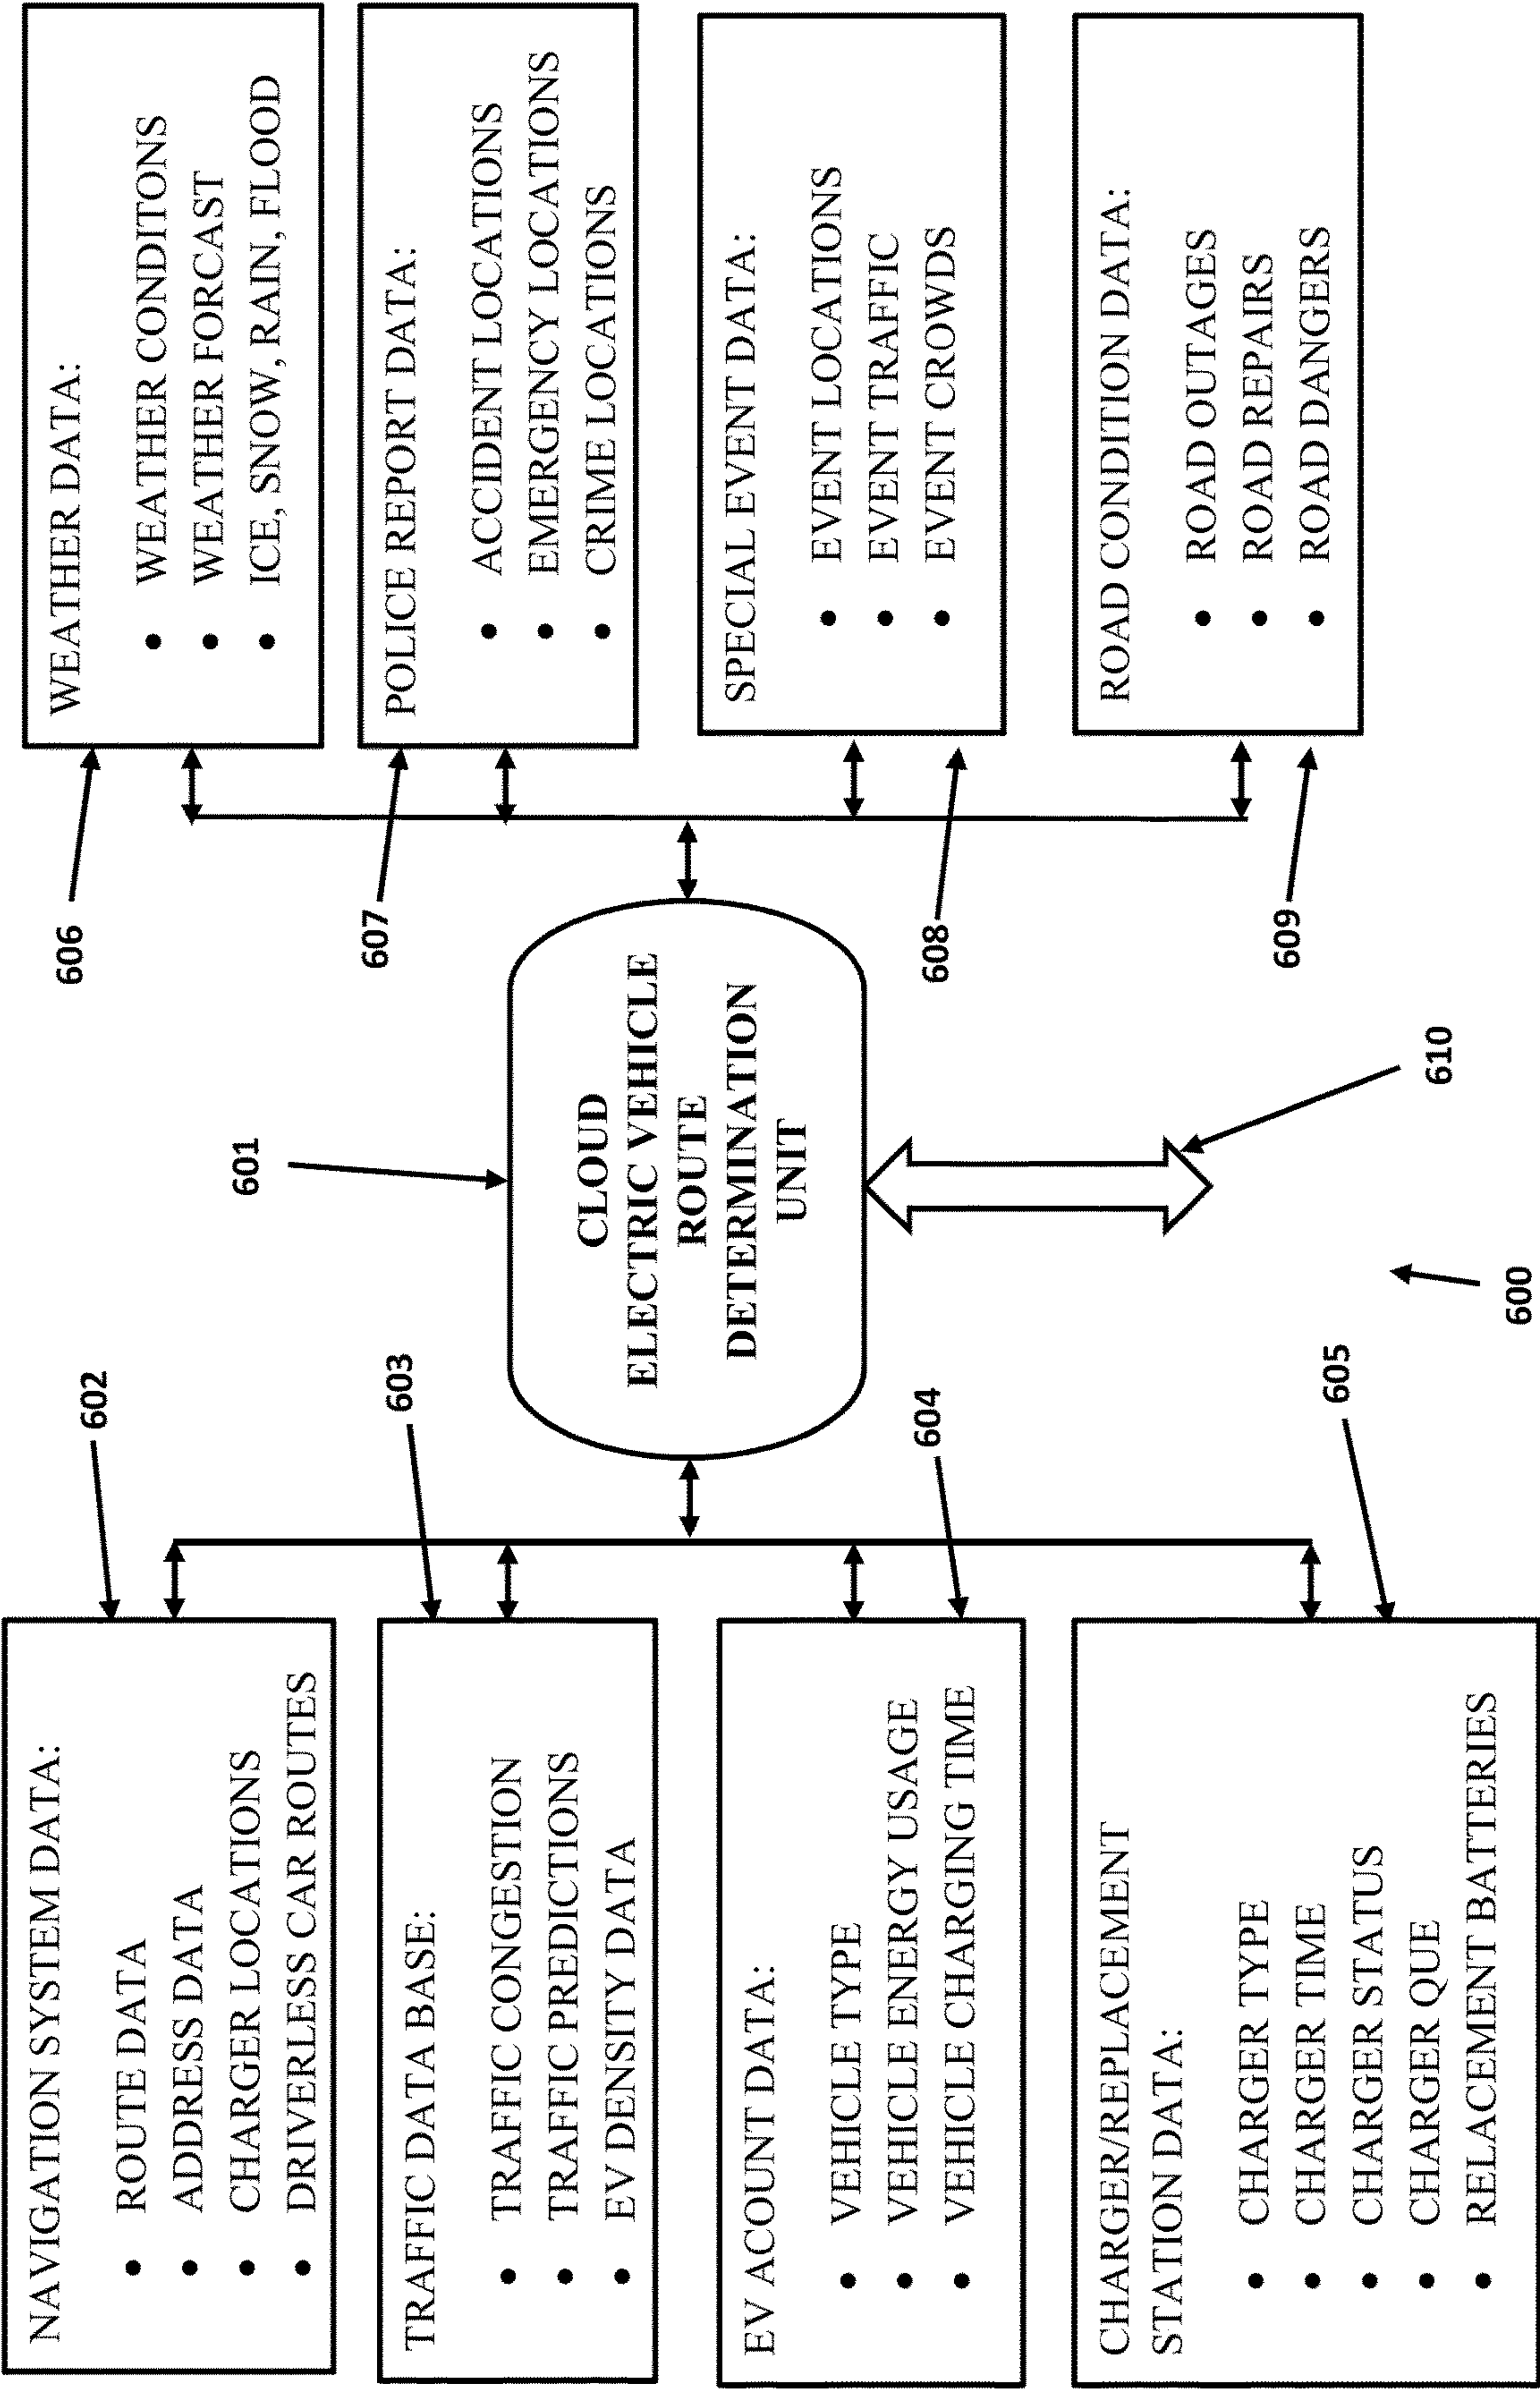 NAVIGATION SYSTEM DATA:
• ROUTE DATA
• ADDRESS DATA
• CHARGER LOCATIONS
• DRIVERLESS CAR ROUTES
602
TRAFFIC DATA BASE:
• TRAFFIC CONGESTION
• TRAFFIC PREDICTIONS
• EV DENSITY DATA
603
EV ACCOUNT DATA:
• VEHICLE TYPE
• VEHICLE ENERGY USAGE
• VEHICLE CHARGING TIME
604
CHARGER/REPLACEMENT
STATION DATA:
• CHARGER TYPE
• CHARGER TIME
• CHARGER STATUS
• CHARGER QUE
• RELACEMENT BATTERIES
605
601
CLOUD
ELECTRIC VEHICLE
ROUTE
DETERMINATION
UNIT
610
600
606
WEATHER DATA:
• WEATHER CONDITONS
• WEATHER FORCAST
• ICE, SNOW, RAIN, FLOOD
607
POLICE REPORT DATA:
• ACCIDENT LOCATIONS
• EMERGENCY LOCATIONS
• CRIME LOCATIONS
608
SPECIAL EVENT DATA:
• EVENT LOCATIONS
• EVENT TRAFFIC
• EVENT CROWDS
609
ROAD CONDITION DATA:
• ROAD OUTAGES
• ROAD REPAIRS
• ROAD DANGERS